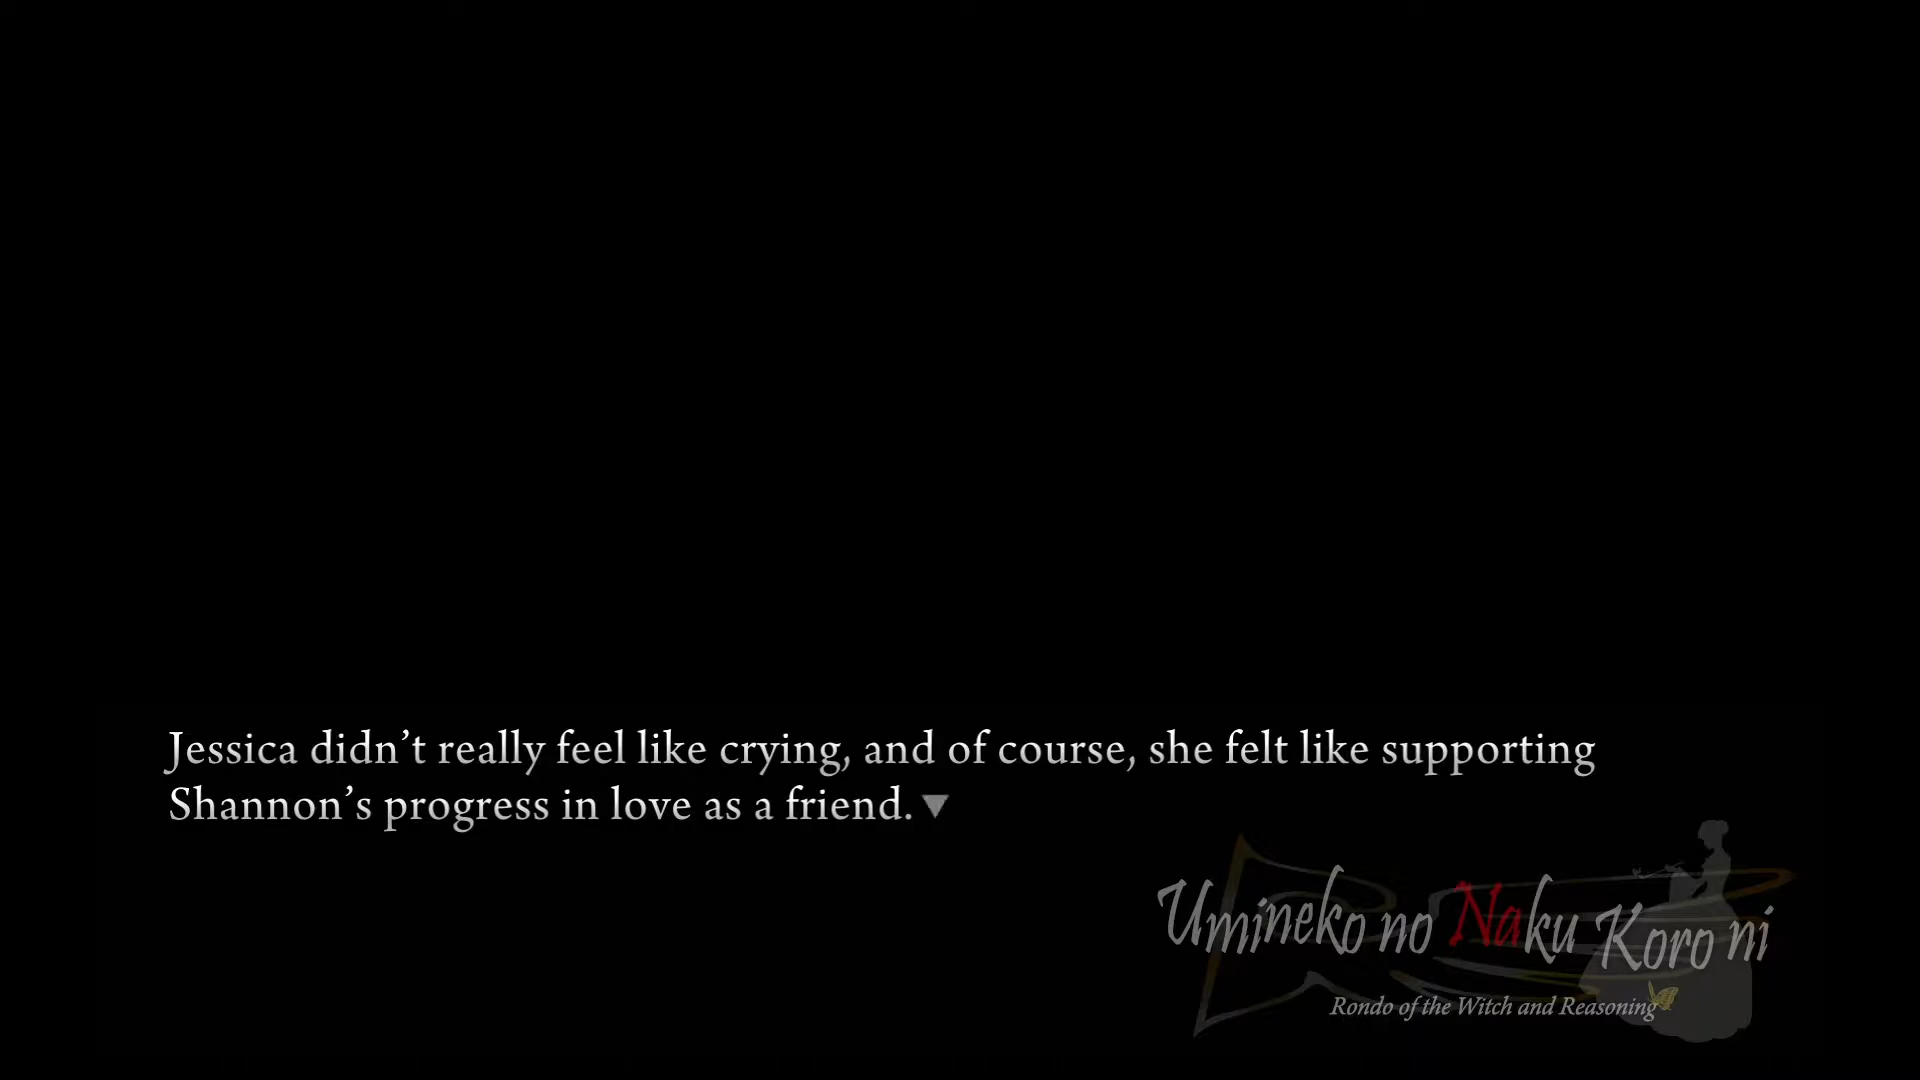 Jessica didn’t really feel like crying, and of course, she felt like supporting
Shannon’s progress in love as a friend.
Umineko no Naku Koro ni
Rondo of the Witch and Reasoning